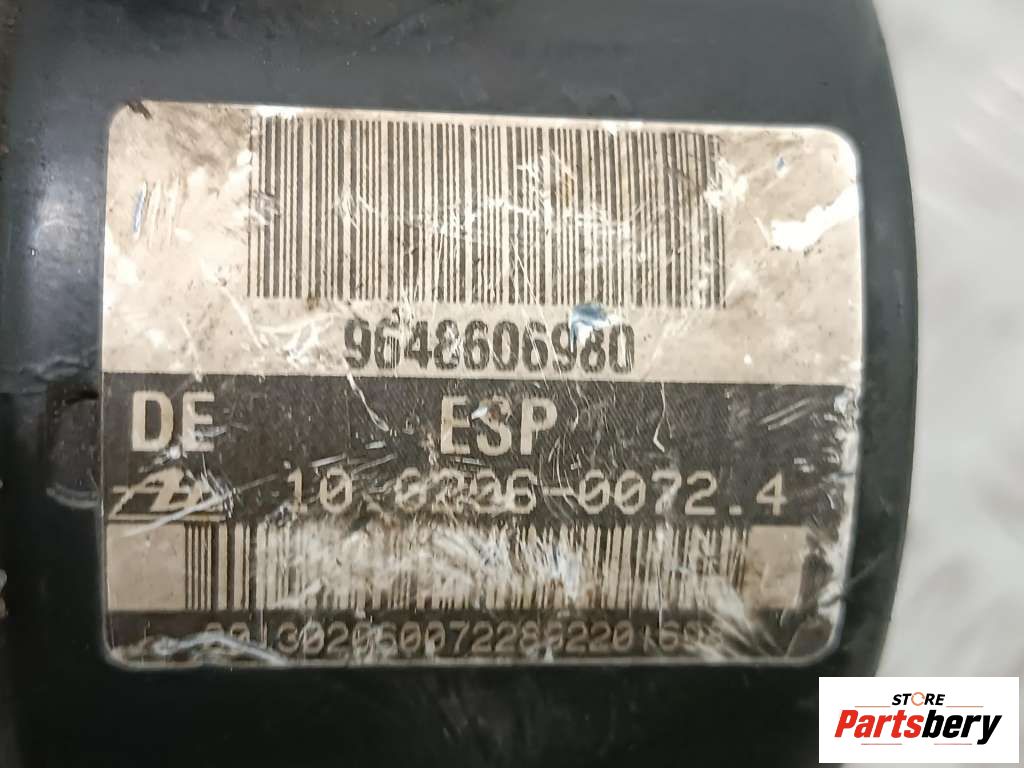 9648606980
DE ESP
10.0206-0072.4
STORE
Partsbery